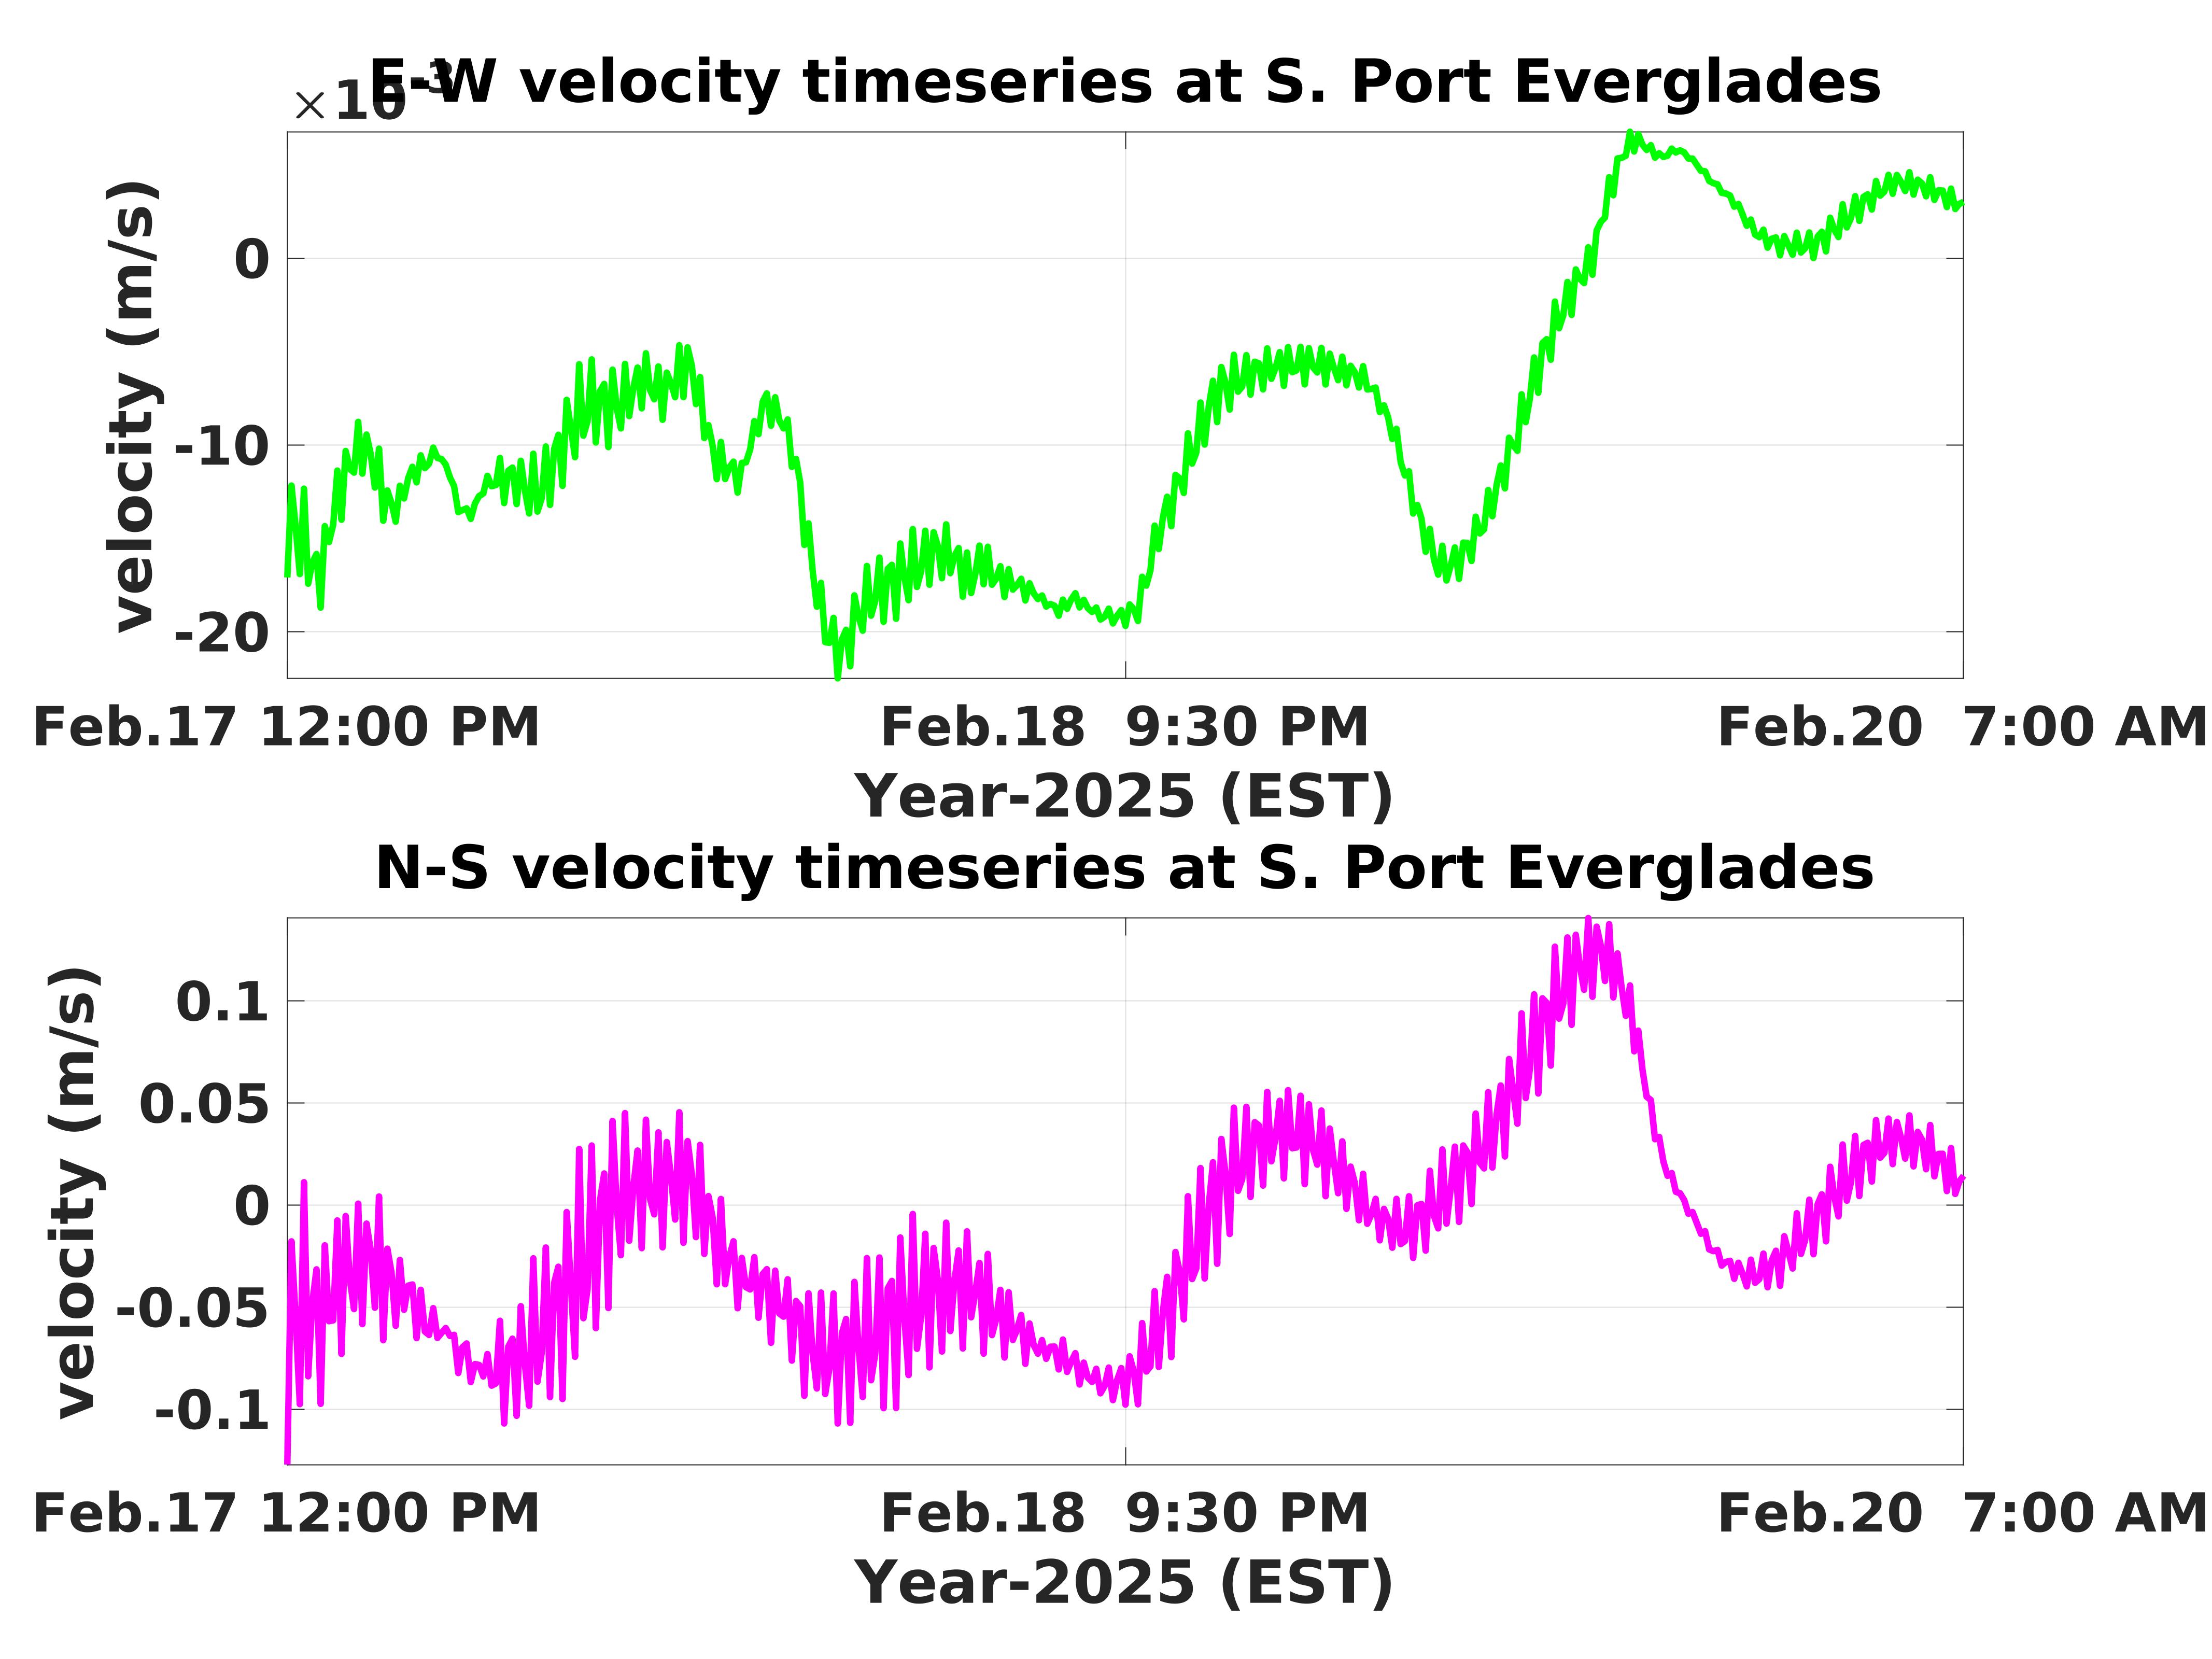 E-W velocity timeseries at S. Port Everglades
×10-3
velocity (m/s)
0
-10
-20
Feb.17 12:00 PM Feb.18 9:30 PM Feb.20 7:00 AM
Year-2025 (EST)
N-S velocity timeseries at S. Port Everglades
velocity (m/s)
0.1
0.05
0
-0.05
-0.1
Feb.17 12:00 PM Feb.18 9:30 PM Feb.20 7:00 AM
Year-2025 (EST)